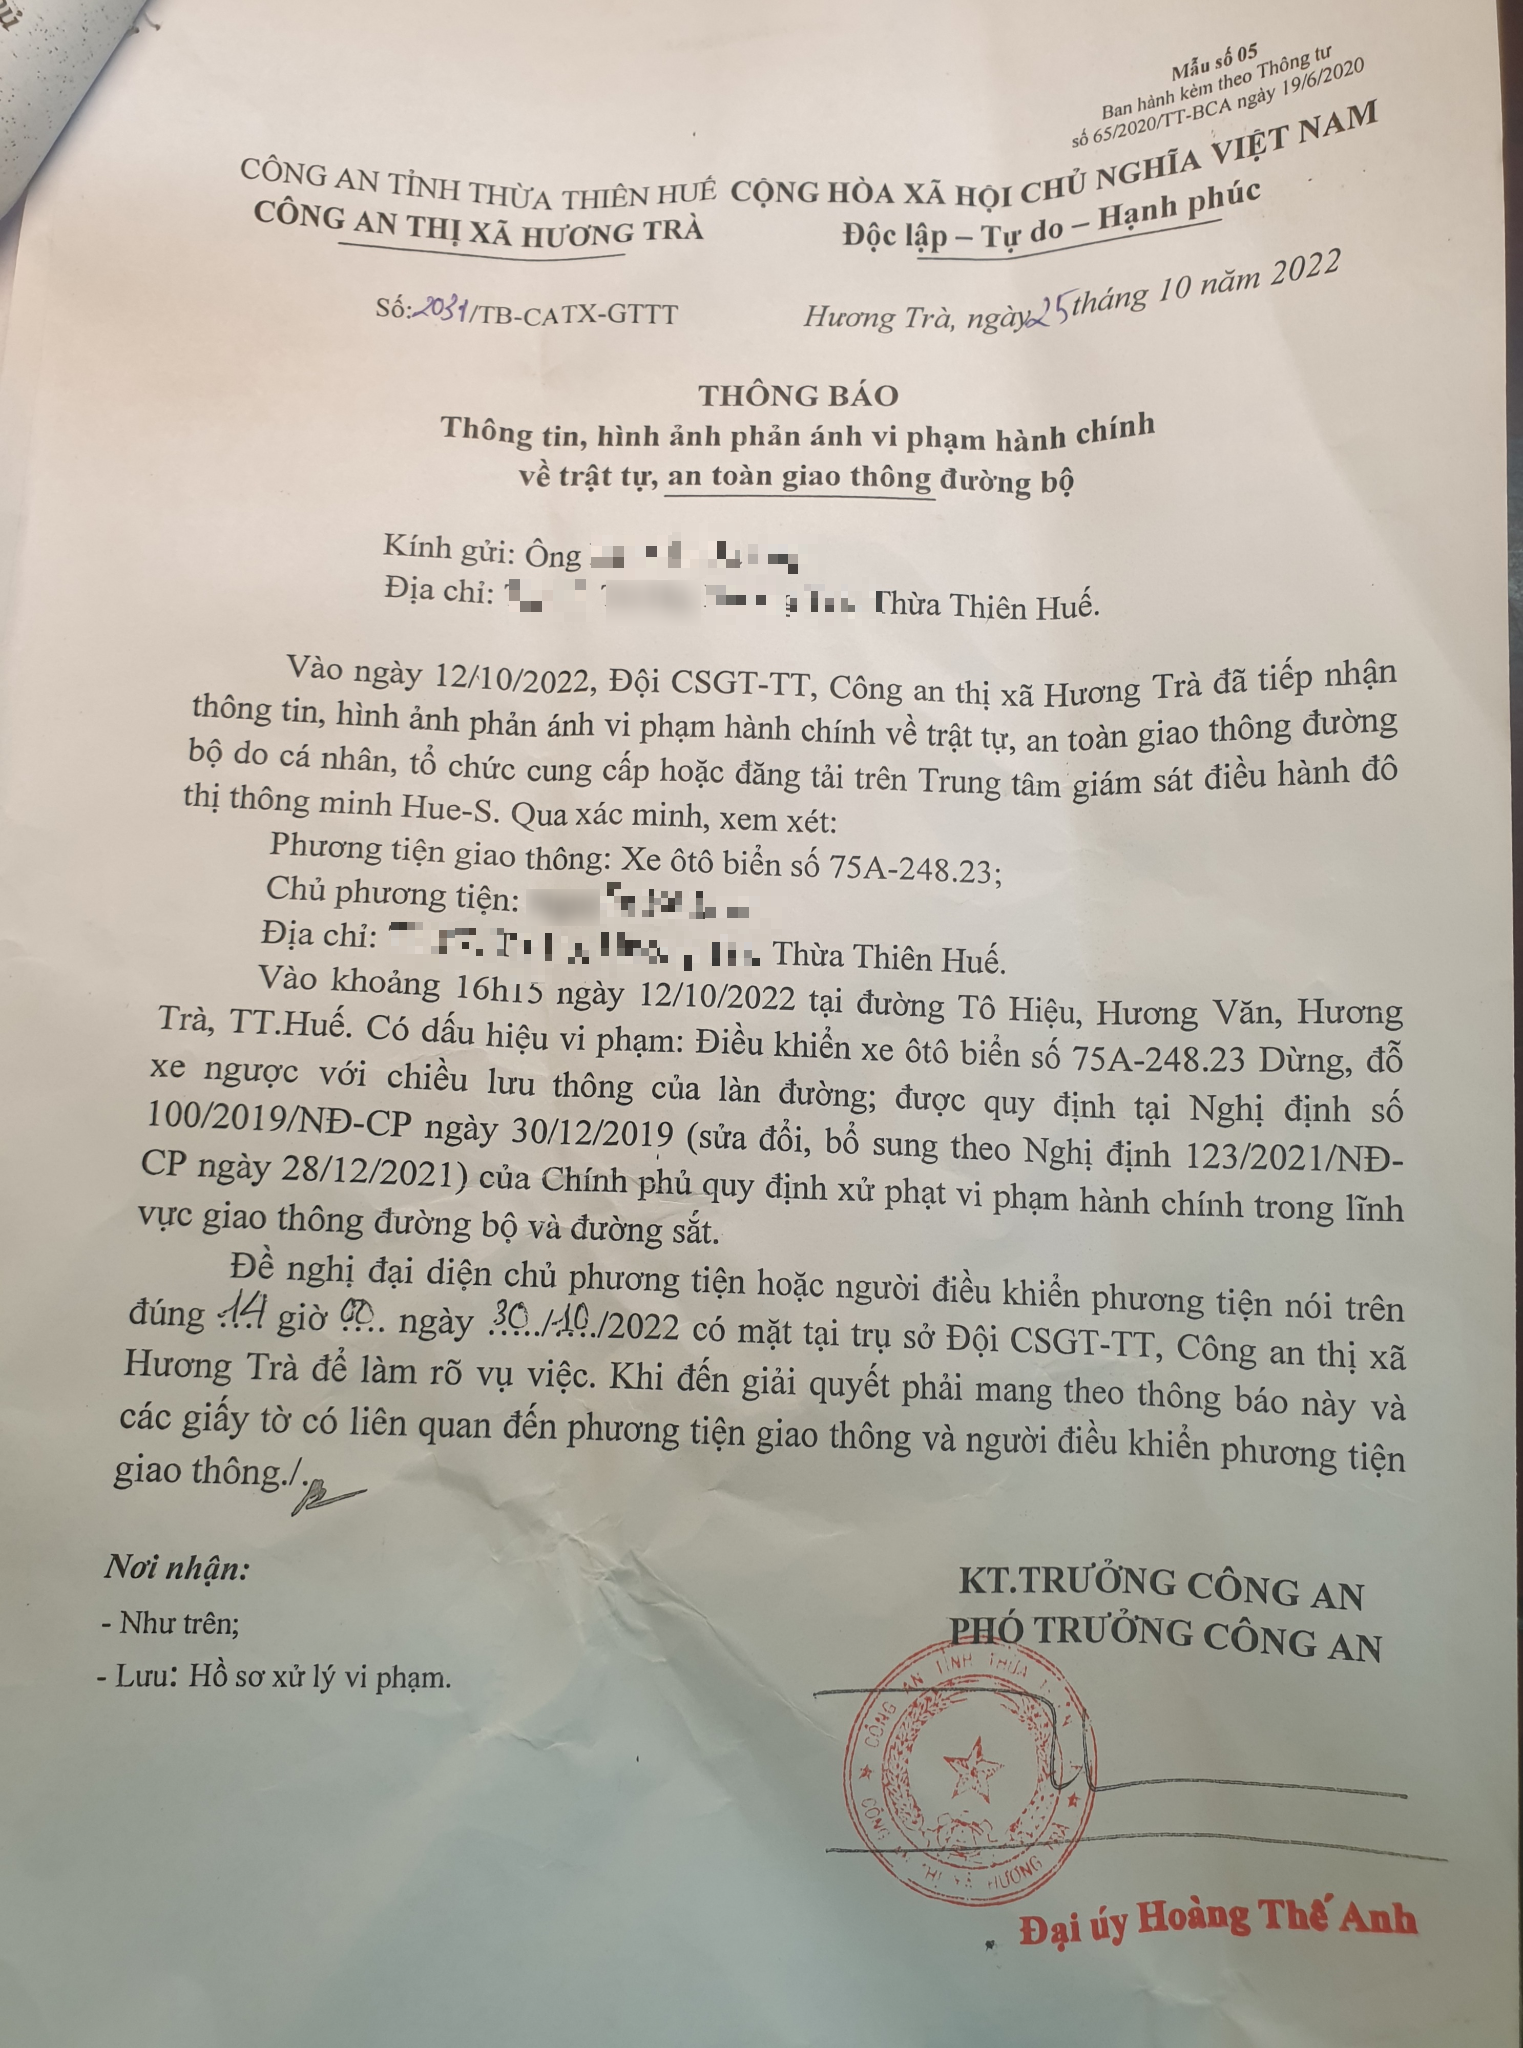 Mẫu số 05
Ban hành kèm theo Thông tư
số 65/2020/TT-BCA ngày 19/6/2020
CÔNG AN TỈNH THỪA THIÊN HUẾ
CÔNG AN THỊ XÃ HƯƠNG TRÀ
CỘNG HÒA XÃ HỘI CHỦ NGHĨA VIỆT NAM
Độc lập – Tự do – Hạnh phúc
Số:2031/TB-CATX-GTTT
Hương Trà, ngày 25 tháng 10 năm 2022
THÔNG BÁO
Thông tin, hình ảnh phản ánh vi phạm hành chính
về trật tự, an toàn giao thông đường bộ
Kính gửi: Ông
Địa chỉ: Thừa Thiên Huế.
Vào ngày 12/10/2022, Đội CSGT-TT, Công an thị xã Hương Trà đã tiếp nhận
thông tin, hình ảnh phản ánh vi phạm hành chính về trật tự, an toàn giao thông đường
bộ do cá nhân, tổ chức cung cấp hoặc đăng tải trên Trung tâm giám sát điều hành đô
thị thông minh Hue-S. Qua xác minh, xem xét:
Phương tiện giao thông: Xe ôtô biển số 75A-248.23;
Chủ phương tiện:
Địa chỉ: Thừa Thiên Huế.
Vào khoảng 16h15 ngày 12/10/2022 tại đường Tô Hiệu, Hương Văn, Hương
Trà, TT.Huế. Có dấu hiệu vi phạm: Điều khiển xe ôtô biển số 75A-248.23 Dừng, đỗ
xe ngược với chiều lưu thông của làn đường; được quy định tại Nghị định số
100/2019/NĐ-CP ngày 30/12/2019 (sửa đổi, bổ sung theo Nghị định 123/2021/NĐ-
CP ngày 28/12/2021) của Chính phủ quy định xử phạt vi phạm hành chính trong lĩnh
vực giao thông đường bộ và đường sắt.
Đề nghị đại diện chủ phương tiện hoặc người điều khiển phương tiện nói trên
đúng 14 giờ 00 ngày 30/10/2022 có mặt tại trụ sở Đội CSGT-TT, Công an thị xã
Hương Trà để làm rõ vụ việc. Khi đến giải quyết phải mang theo thông báo này và
các giấy tờ có liên quan đến phương tiện giao thông và người điều khiển phương tiện
giao thông./.
Nơi nhận:
- Như trên;
- Lưu: Hồ sơ xử lý vi phạm.
KT.TRƯỞNG CÔNG AN
PHÓ TRƯỞNG CÔNG AN
CÔNG AN TỈNH THỪA
CÔNG THỊ XÃ HƯƠNG TRÀ
Đại úy Hoàng Thế Anh